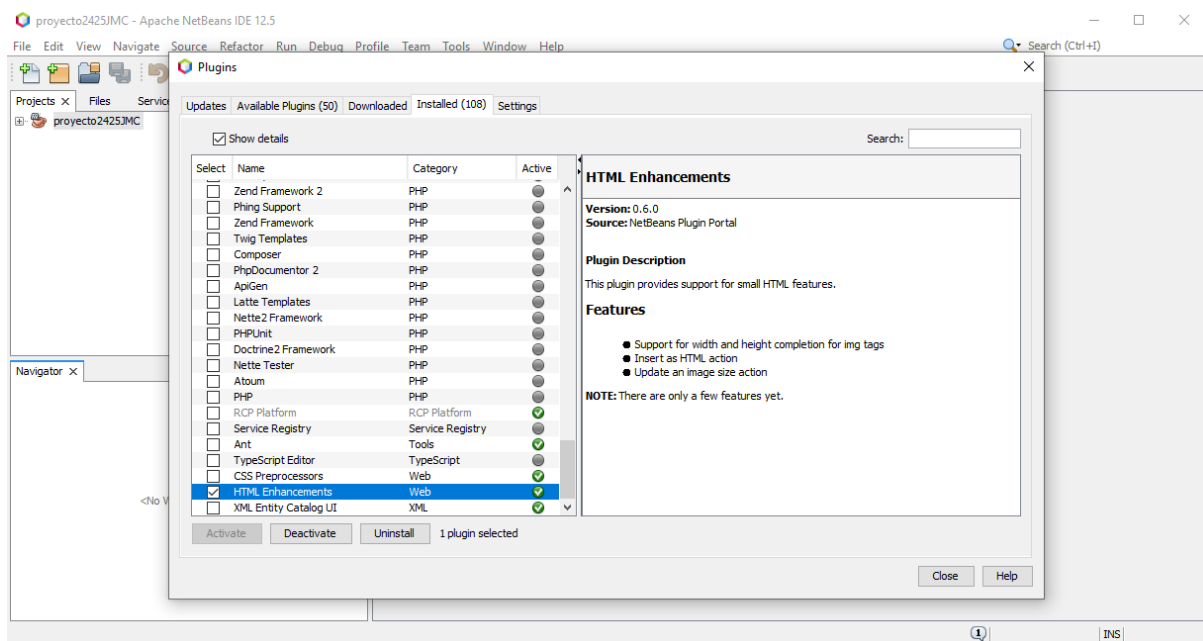 proyecto2425JMC - Apache NetBeans IDE 12.5
File Edit View Navigate Source Refactor Run Debug Profile Team Tools Window Help
Search (Ctrl+I)
Plugins
Projects Files Service
proyecto2425JMC
Updates Available Plugins (50) Downloaded Installed (108) Settings
Show details
Search:
Select Name Category Active
Zend Framework 2 PHP
Phing Support PHP
Zend Framework PHP
Twig Templates PHP
Composer PHP
PhpDocumentor 2 PHP
ApiGen PHP
Latte Templates PHP
Nette2 Framework PHP
PHPUnit PHP
Doctrine2 Framework PHP
Nette Tester PHP
Atoum PHP
PHP PHP
RCP Platform RCP Platform
Service Registry Service Registry
Ant Tools
TypeScript Editor TypeScript
CSS Preprocessors Web
HTML Enhancements Web
XML Entity Catalog UI XML
HTML Enhancements
Version: 0.6.0
Source: NetBeans Plugin Portal
Plugin Description
This plugin provides support for small HTML features.
Features
Support for width and height completion for img tags
Insert as HTML action
Update an image size action
NOTE: There are only a few features yet.
Activate Deactivate Uninstall 1 plugin selected
Close Help
Navigator
<No V
1 INS